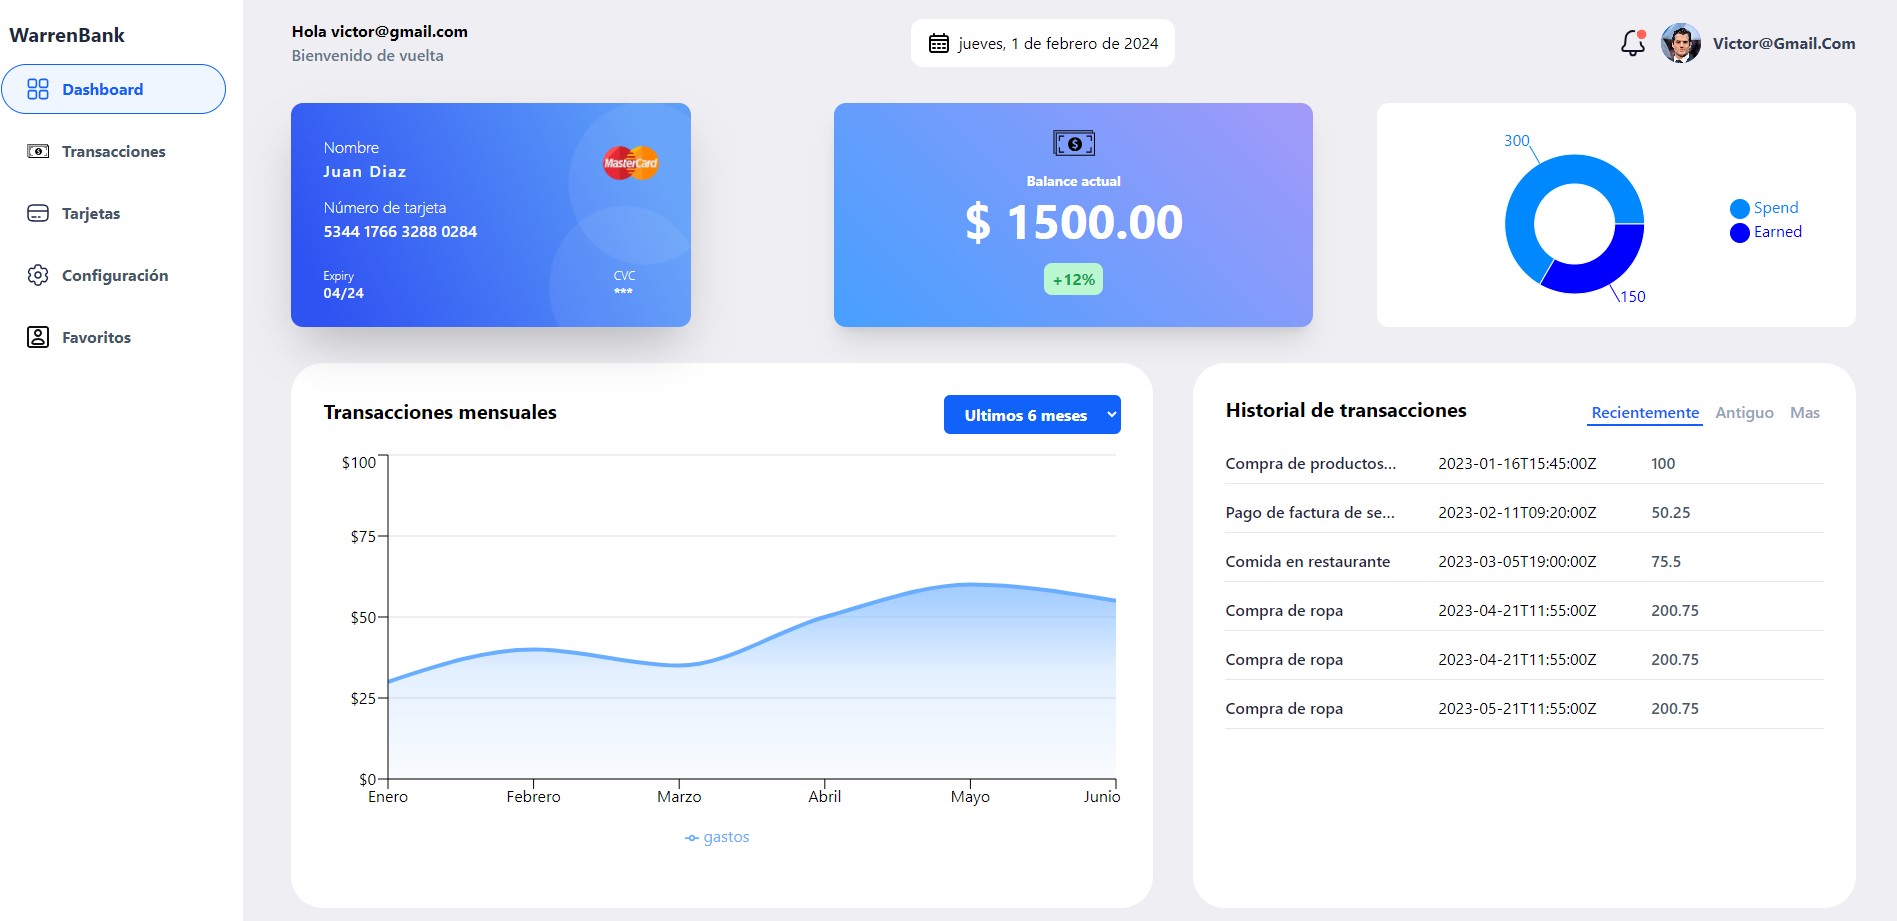 WarrenBank
Dashboard
Transacciones
Tarjetas
Configuración
Favoritos
Hola victor@gmail.com
Bienvenido de vuelta
jueves, 1 de febrero de 2024
Victor@Gmail.Com
Nombre
Juan Diaz
MasterCard
Número de tarjeta
5344 1766 3288 0284
Expiry
04/24
CVC
***
$
Balance actual
$ 1500.00
+12%
300
150
Spend
Earned
Transacciones mensuales
Ultimos 6 meses
$100
$75
$50
$25
$0
Enero Febrero Marzo Abril Mayo Junio
gastos
Historial de transacciones
Recientemente Antiguo Mas
Compra de productos... 2023-01-16T15:45:00Z 100
Pago de factura de se... 2023-02-11T09:20:00Z 50.25
Comida en restaurante 2023-03-05T19:00:00Z 75.5
Compra de ropa 2023-04-21T11:55:00Z 200.75
Compra de ropa 2023-04-21T11:55:00Z 200.75
Compra de ropa 2023-05-21T11:55:00Z 200.75